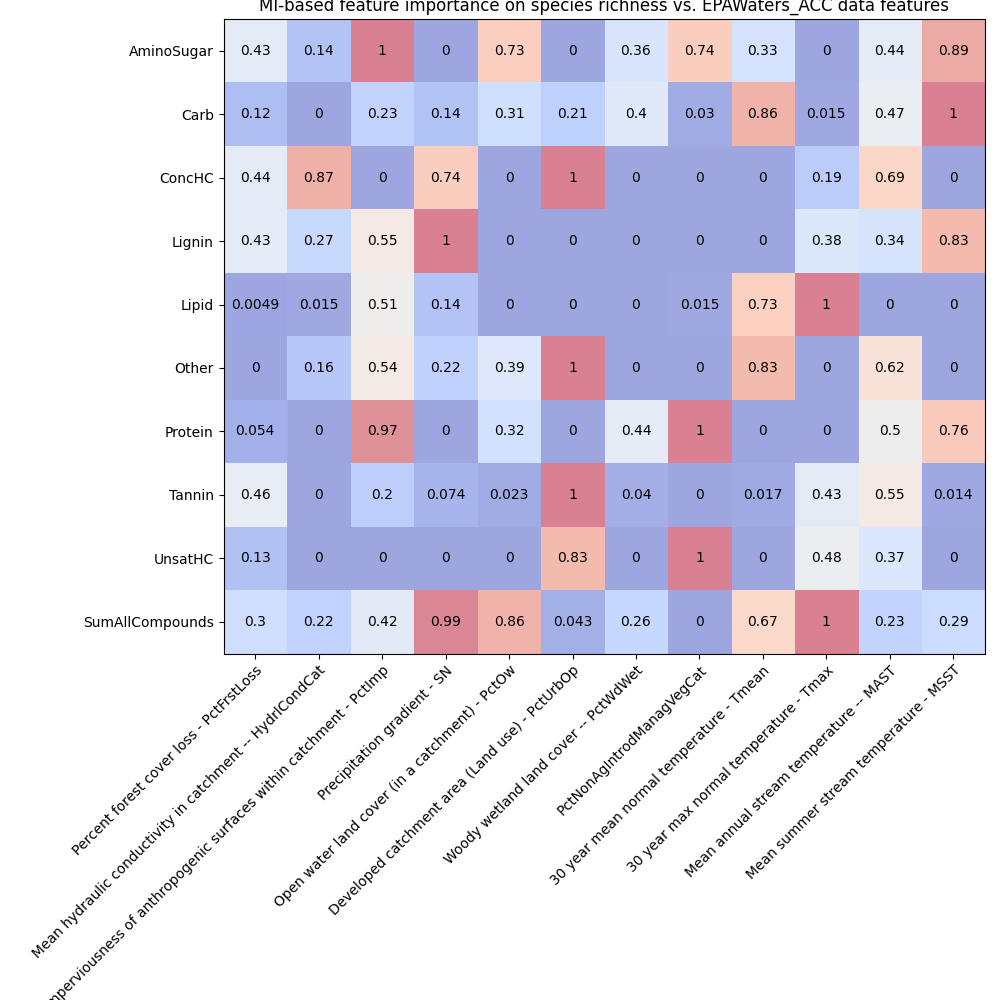 MI-based feature importance on species richness vs. EPAWaters_ACC data features
AminoSugar 0.43 0.14 1 0 0.73 0 0.36 0.74 0.33 0 0.44 0.89
Carb 0.12 0 0.23 0.14 0.31 0.21 0.4 0.03 0.86 0.015 0.47 1
ConcHC 0.44 0.87 0 0.74 0 1 0 0 0 0.19 0.69 0
Lignin 0.43 0.27 0.55 1 0 0 0 0 0 0.38 0.34 0.83
Lipid 0.0049 0.015 0.51 0.14 0 0 0 0.015 0.73 1 0 0
Other 0 0.16 0.54 0.22 0.39 1 0 0 0.83 0 0.62 0
Protein 0.054 0 0.97 0 0.32 0 0.44 1 0 0 0.5 0.76
Tannin 0.46 0 0.2 0.074 0.023 1 0.04 0 0.017 0.43 0.55 0.014
UnsatHC 0.13 0 0 0 0 0.83 0 1 0 0.48 0.37 0
SumAllCompounds 0.3 0.22 0.42 0.99 0.86 0.043 0.26 0 0.67 1 0.23 0.29
Percent forest cover loss - PctFrstLoss
Mean hydraulic conductivity in catchment -- HydrlCondCat
of anthropogenic surfaces within catchment - PctImp
Precipitation gradient - SN
Open water land cover (in a catchment) - PctOw
Developed catchment area (Land use) - PctUrbOp
Woody wetland land cover -- PctWdWet
PctNonAgIntrodManagVegCat
30 year mean normal temperature - Tmean
30 year max normal temperature - Tmax
Mean annual stream temperature -- MAST
Mean summer stream temperature - MSST